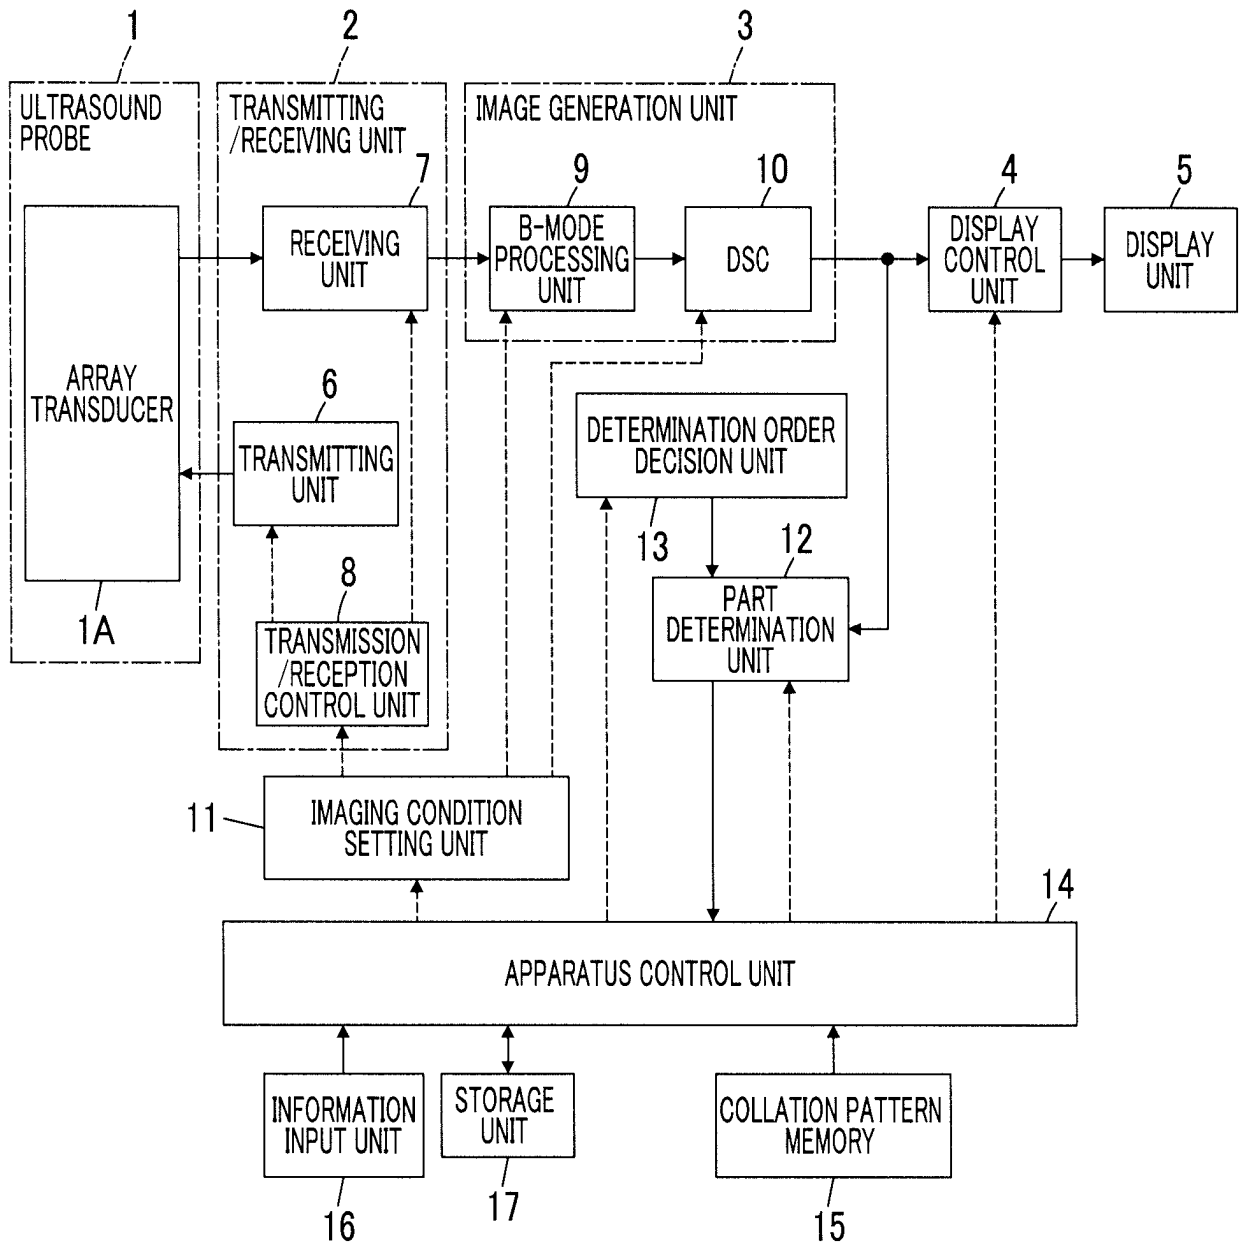 1
2
3
ULTRASOUND
PROBE
TRANSMITTING
/RECEIVING UNIT
IMAGE GENERATION UNIT
7
9
10
4
5
RECEIVING
UNIT
B-MODE
PROCESSING
UNIT
DSC
DISPLAY
CONTROL
UNIT
DISPLAY
UNIT
ARRAY
TRANSDUCER
6
TRANSMITTING
UNIT
DETERMINATION ORDER
DECISION UNIT
13
12
1A
8
TRANSMISSION
/RECEPTION
CONTROL UNIT
PART
DETERMINATION
UNIT
11
IMAGING CONDITION
SETTING UNIT
14
APPARATUS CONTROL UNIT
INFORMATION
INPUT UNIT
STORAGE
UNIT
COLLATION PATTERN
MEMORY
16
17
15